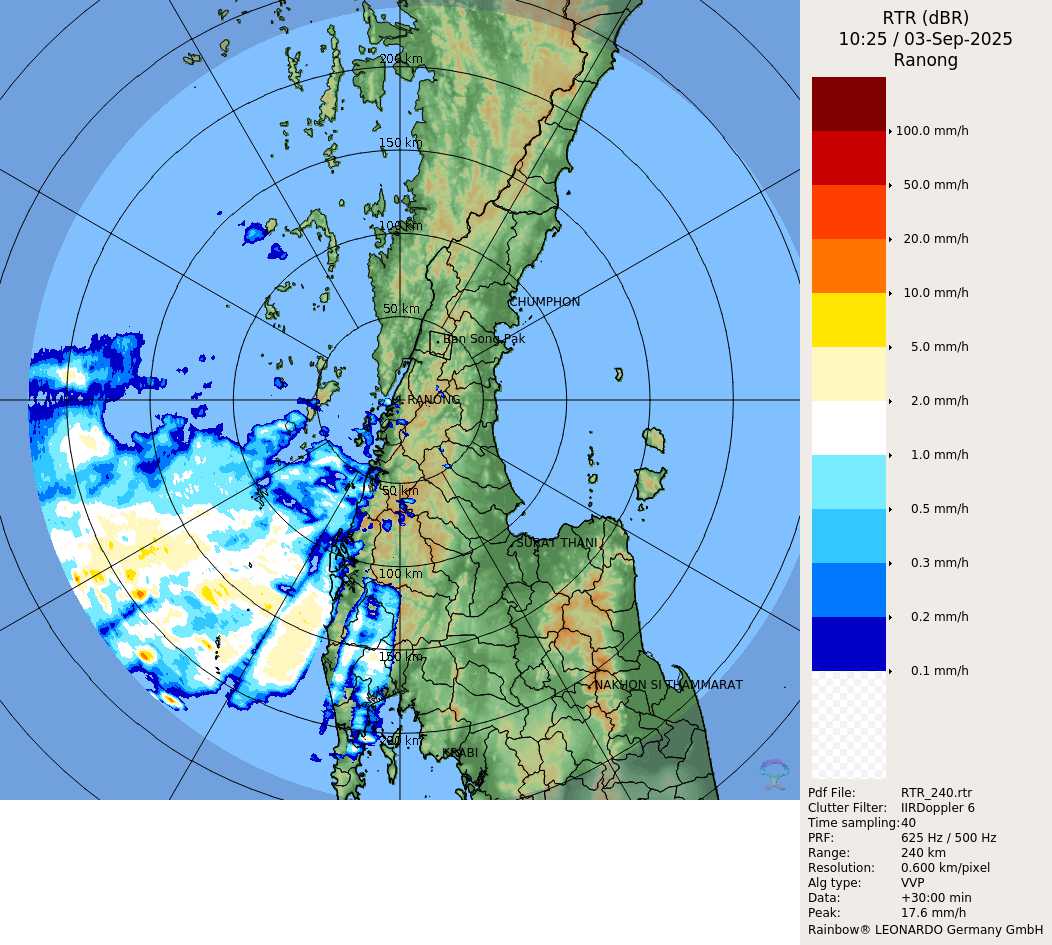 200 km
150 km
100 km
50 km
CHUMPHON
Ban Song Pak
RANONG
50 km
SURAT THANI
100 km
150 km
NAKHON SI THAMMARAT
200 km
KRABI
RTR (dBR)
10:25 / 03-Sep-2025
Ranong
100.0 mm/h
50.0 mm/h
20.0 mm/h
10.0 mm/h
5.0 mm/h
2.0 mm/h
1.0 mm/h
0.5 mm/h
0.3 mm/h
0.2 mm/h
0.1 mm/h
Pdf File: RTR_240.rtr
Clutter Filter: IIRDoppler 6
Time sampling:40
PRF: 625 Hz / 500 Hz
Range: 240 km
Resolution: 0.600 km/pixel
Alg type: VVP
Data: +30:00 min
Peak: 17.6 mm/h
Rainbow® LEONARDO Germany GmbH